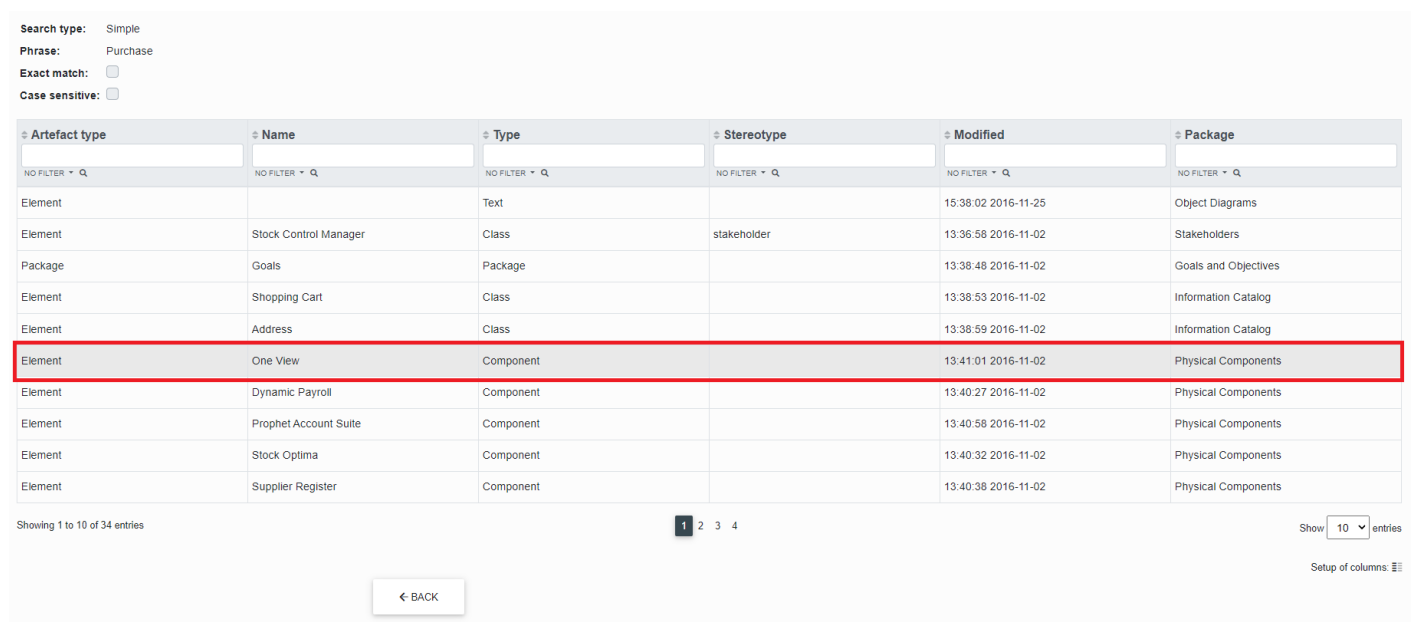 Search type: Simple
Phrase: Purchase
Exact match:
Case sensitive:
Artefact type Name Type Stereotype Modified Package
NO FILTER NO FILTER NO FILTER NO FILTER NO FILTER NO FILTER
Element Text 15:38:02 2016-11-25 Object Diagrams
Element Stock Control Manager Class stakeholder 13:36:58 2016-11-02 Stakeholders
Package Goals Package 13:38:48 2016-11-02 Goals and Objectives
Element Shopping Cart Class 13:38:53 2016-11-02 Information Catalog
Element Address Class 13:38:59 2016-11-02 Information Catalog
Element One View Component 13:41:01 2016-11-02 Physical Components
Element Dynamic Payroll Component 13:40:27 2016-11-02 Physical Components
Element Prophet Account Suite Component 13:40:58 2016-11-02 Physical Components
Element Stock Optima Component 13:40:32 2016-11-02 Physical Components
Element Supplier Register Component 13:40:38 2016-11-02 Physical Components
Showing 1 to 10 of 34 entries 1 2 3 4 Show 10 entries
Setup of columns:
BACK